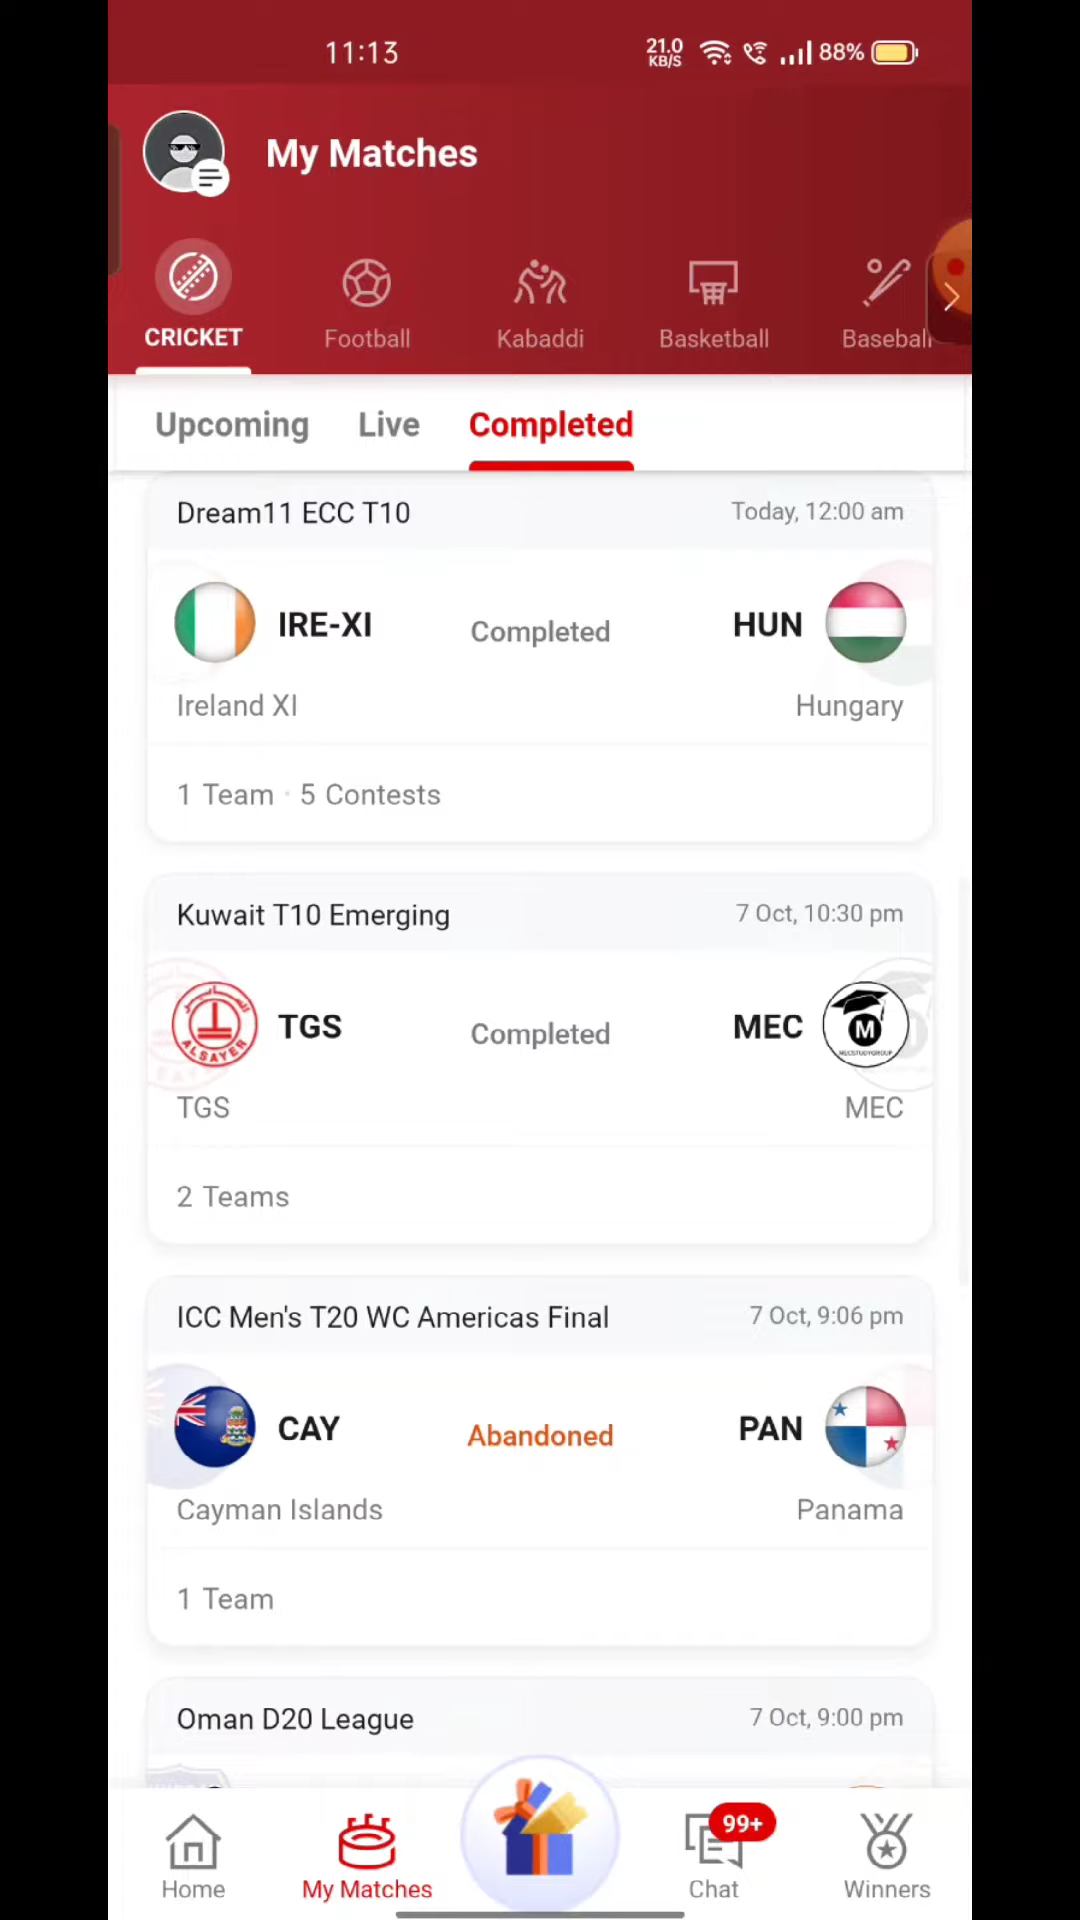 11:13
21.0
KB/S
88%
My Matches
CRICKET
Football
Kabaddi
Basketball
Baseball
Upcoming
Live
Completed
Dream11 ECC T10
Today, 12:00 am
IRE-XI
Completed
HUN
Ireland XI
Hungary
1 Team · 5 Contests
Kuwait T10 Emerging
7 Oct, 10:30 pm
ALSAYER
TGS
Completed
MEC
M
TGS
MEC
2 Teams
ICC Men's T20 WC Americas Final
7 Oct, 9:06 pm
CAY
Abandoned
PAN
Cayman Islands
Panama
1 Team
Oman D20 League
7 Oct, 9:00 pm
99+
Home
My Matches
Chat
Winners